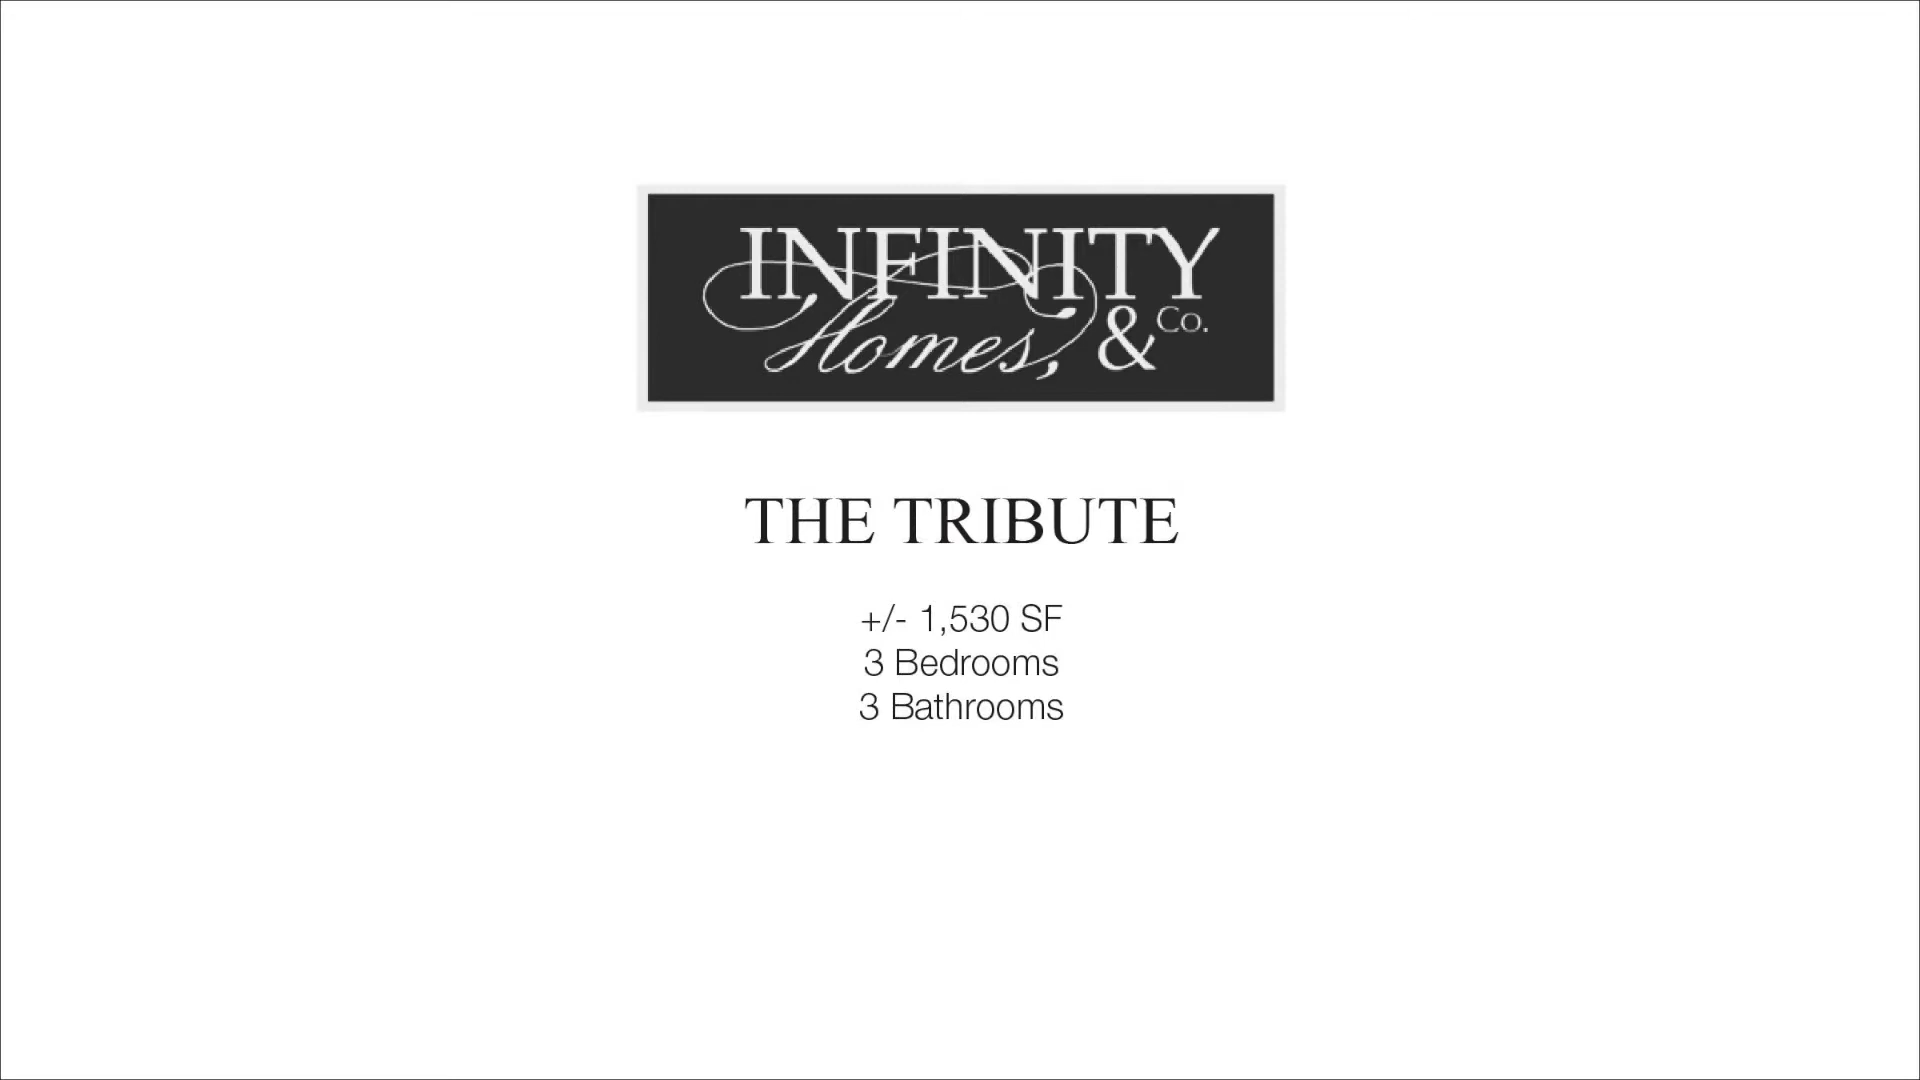 INFINITY
Homes, & Co.
THE TRIBUTE
+/- 1,530 SF
3 Bedrooms
3 Bathrooms